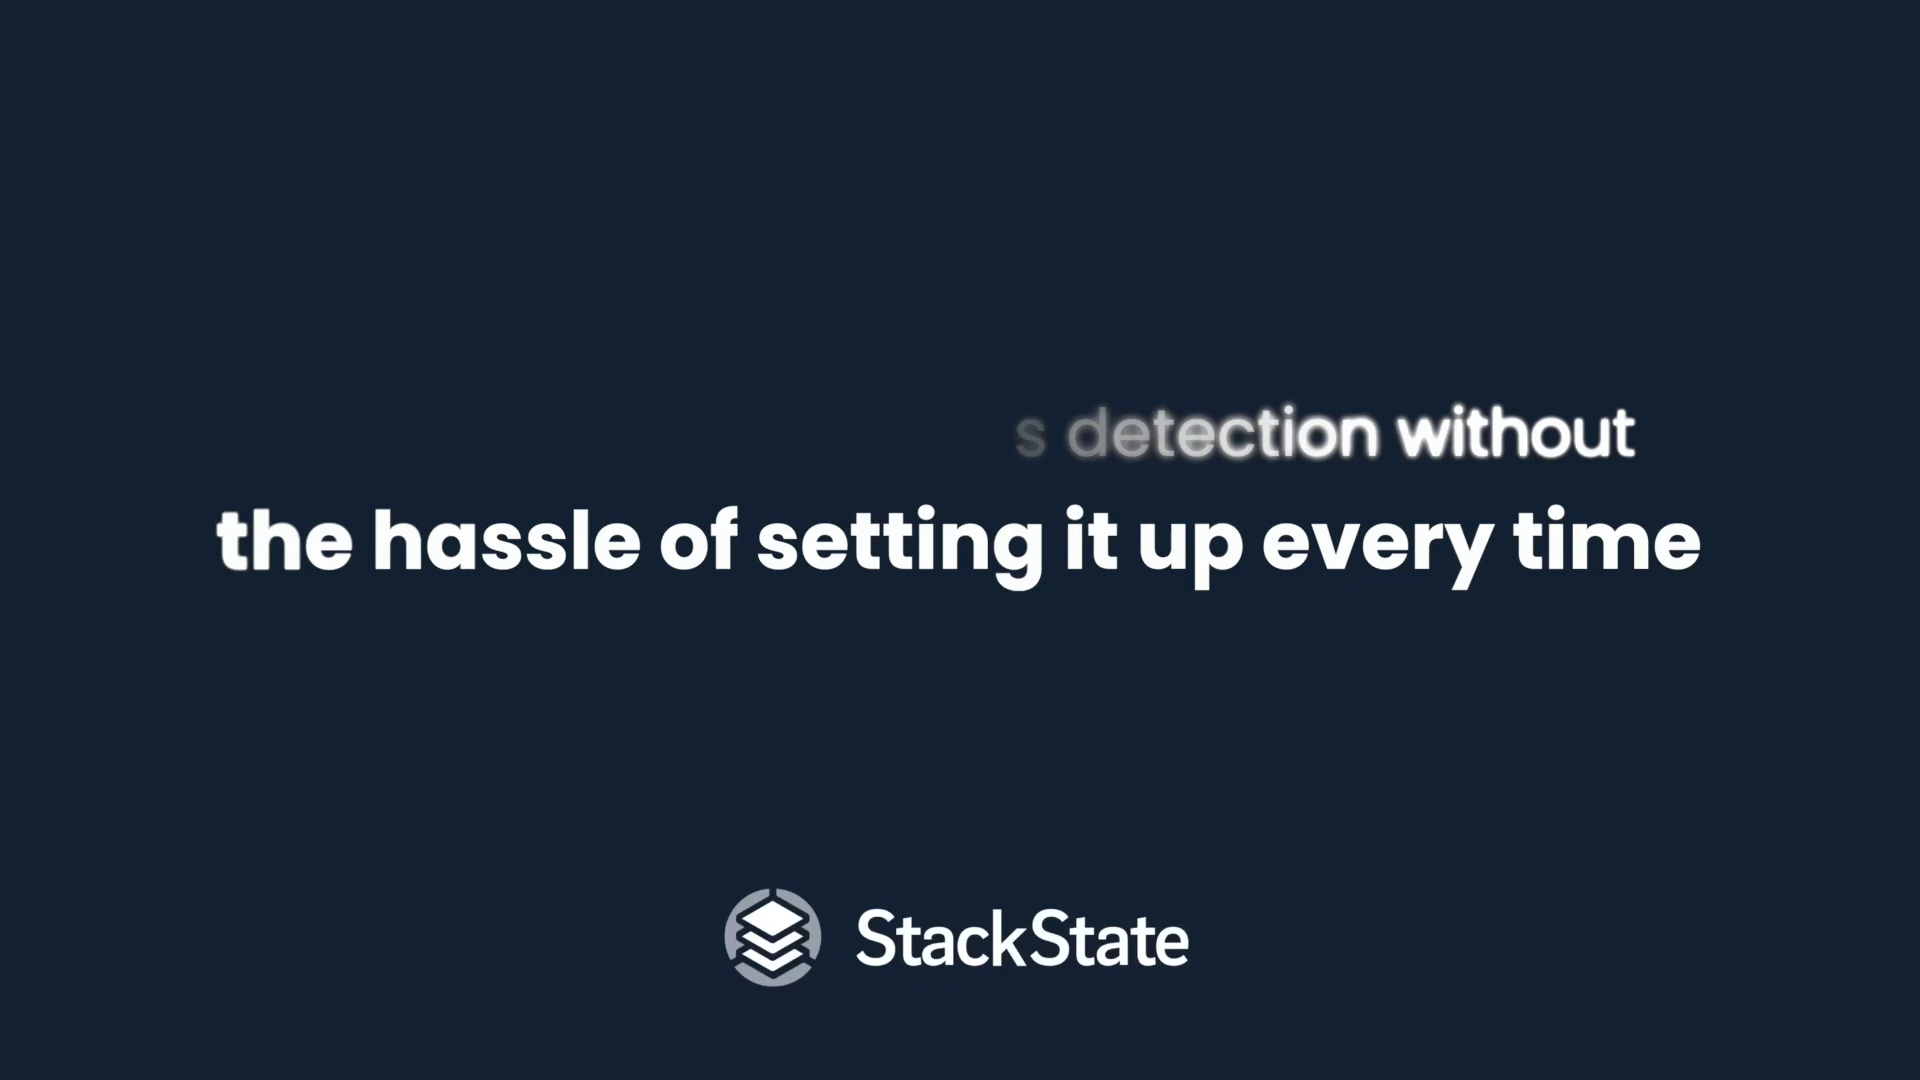 s detection without
the hassle of setting it up every time
StackState